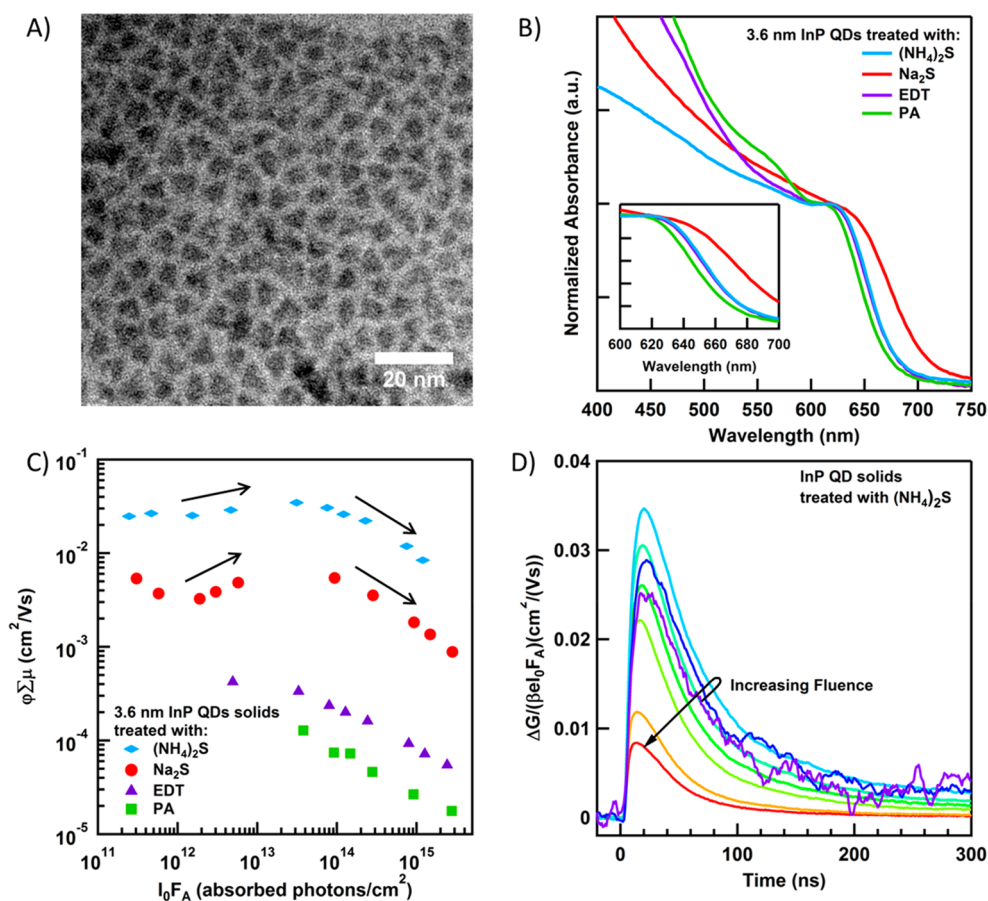 A)
20 nm
B)
3.6 nm InP QDs treated with:
(NH₄)₂S
Na₂S
EDT
PA
Normalized Absorbance (a.u.)
600 620 640 660 680 700
Wavelength (nm)
400 450 500 550 600 650 700 750
Wavelength (nm)
C)
10⁻¹
10⁻²
10⁻³
10⁻⁴
10⁻⁵
φΣμ (cm²/Vs)
3.6 nm InP QDs solids
treated with:
(NH₄)₂S
Na₂S
EDT
PA
10¹¹ 10¹² 10¹³ 10¹⁴ 10¹⁵
I₀F_A (absorbed photons/cm²)
D)
InP QD solids
treated with (NH₄)₂S
0.04
0.03
0.02
0.01
0
ΔG/(βeI₀F_A)(cm²/(Vs)
Increasing Fluence
0 100 200 300
Time (ns)